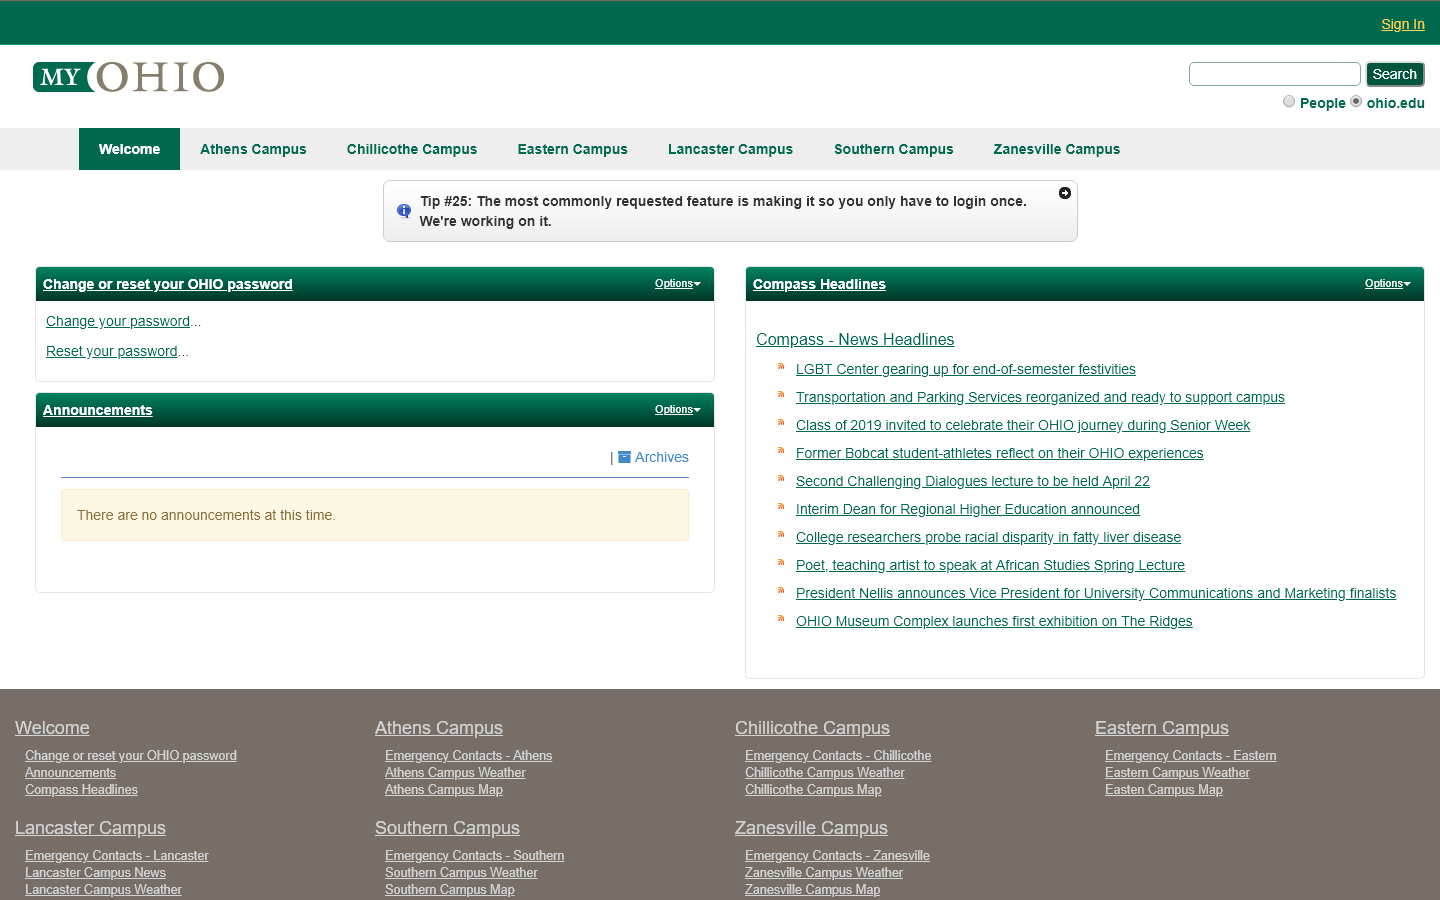 Sign In
MY OHIO
Search
People ohio.edu
Welcome Athens Campus Chillicothe Campus Eastern Campus Lancaster Campus Southern Campus Zanesville Campus
Tip #25: The most commonly requested feature is making it so you only have to login once.
We're working on it.
Change or reset your OHIO password Options
Change your password...
Reset your password...
Announcements Options
| Archives
There are no announcements at this time.
Compass Headlines Options
Compass - News Headlines
LGBT Center gearing up for end-of-semester festivities
Transportation and Parking Services reorganized and ready to support campus
Class of 2019 invited to celebrate their OHIO journey during Senior Week
Former Bobcat student-athletes reflect on their OHIO experiences
Second Challenging Dialogues lecture to be held April 22
Interim Dean for Regional Higher Education announced
College researchers probe racial disparity in fatty liver disease
Poet, teaching artist to speak at African Studies Spring Lecture
President Nellis announces Vice President for University Communications and Marketing finalists
OHIO Museum Complex launches first exhibition on The Ridges
Welcome
Change or reset your OHIO password
Announcements
Compass Headlines
Athens Campus
Emergency Contacts - Athens
Athens Campus Weather
Athens Campus Map
Chillicothe Campus
Emergency Contacts - Chillicothe
Chillicothe Campus Weather
Chillicothe Campus Map
Eastern Campus
Emergency Contacts - Eastern
Eastern Campus Weather
Easten Campus Map
Lancaster Campus
Emergency Contacts - Lancaster
Lancaster Campus News
Lancaster Campus Weather
Southern Campus
Emergency Contacts - Southern
Southern Campus Weather
Southern Campus Map
Zanesville Campus
Emergency Contacts - Zanesville
Zanesville Campus Weather
Zanesville Campus Map